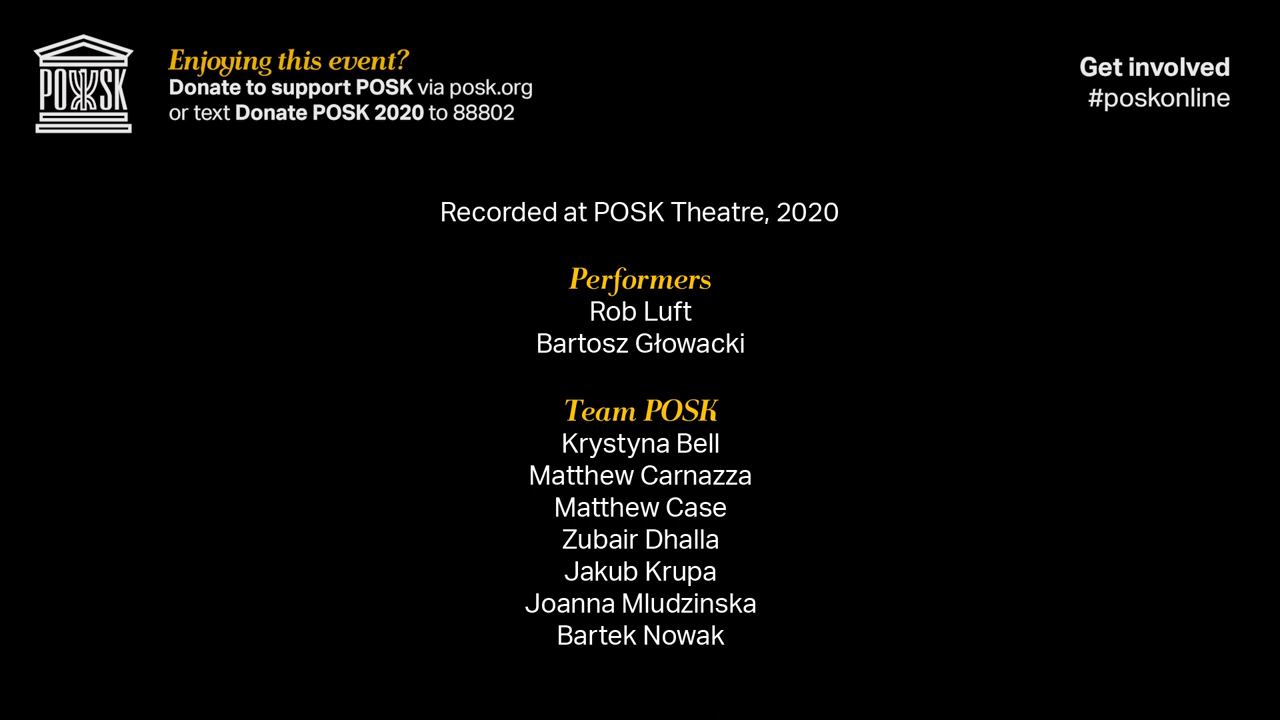 POSK
Enjoying this event?
Donate to support POSK via posk.org
or text Donate POSK 2020 to 88802
Get involved
#poskonline
Recorded at POSK Theatre, 2020
Performers
Rob Luft
Bartosz Głowacki
Team POSK
Krystyna Bell
Matthew Carnazza
Matthew Case
Zubair Dhalla
Jakub Krupa
Joanna Mludzinska
Bartek Nowak